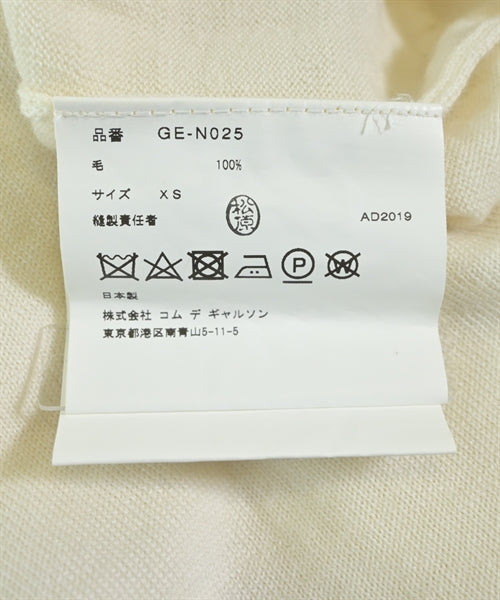 品番 GE-N025
毛 100%
サイズ XS
縫製責任者 松原 AD2019
P W
日本製
株式会社 コム デ ギャルソン
東京都港区南青山5-11-5